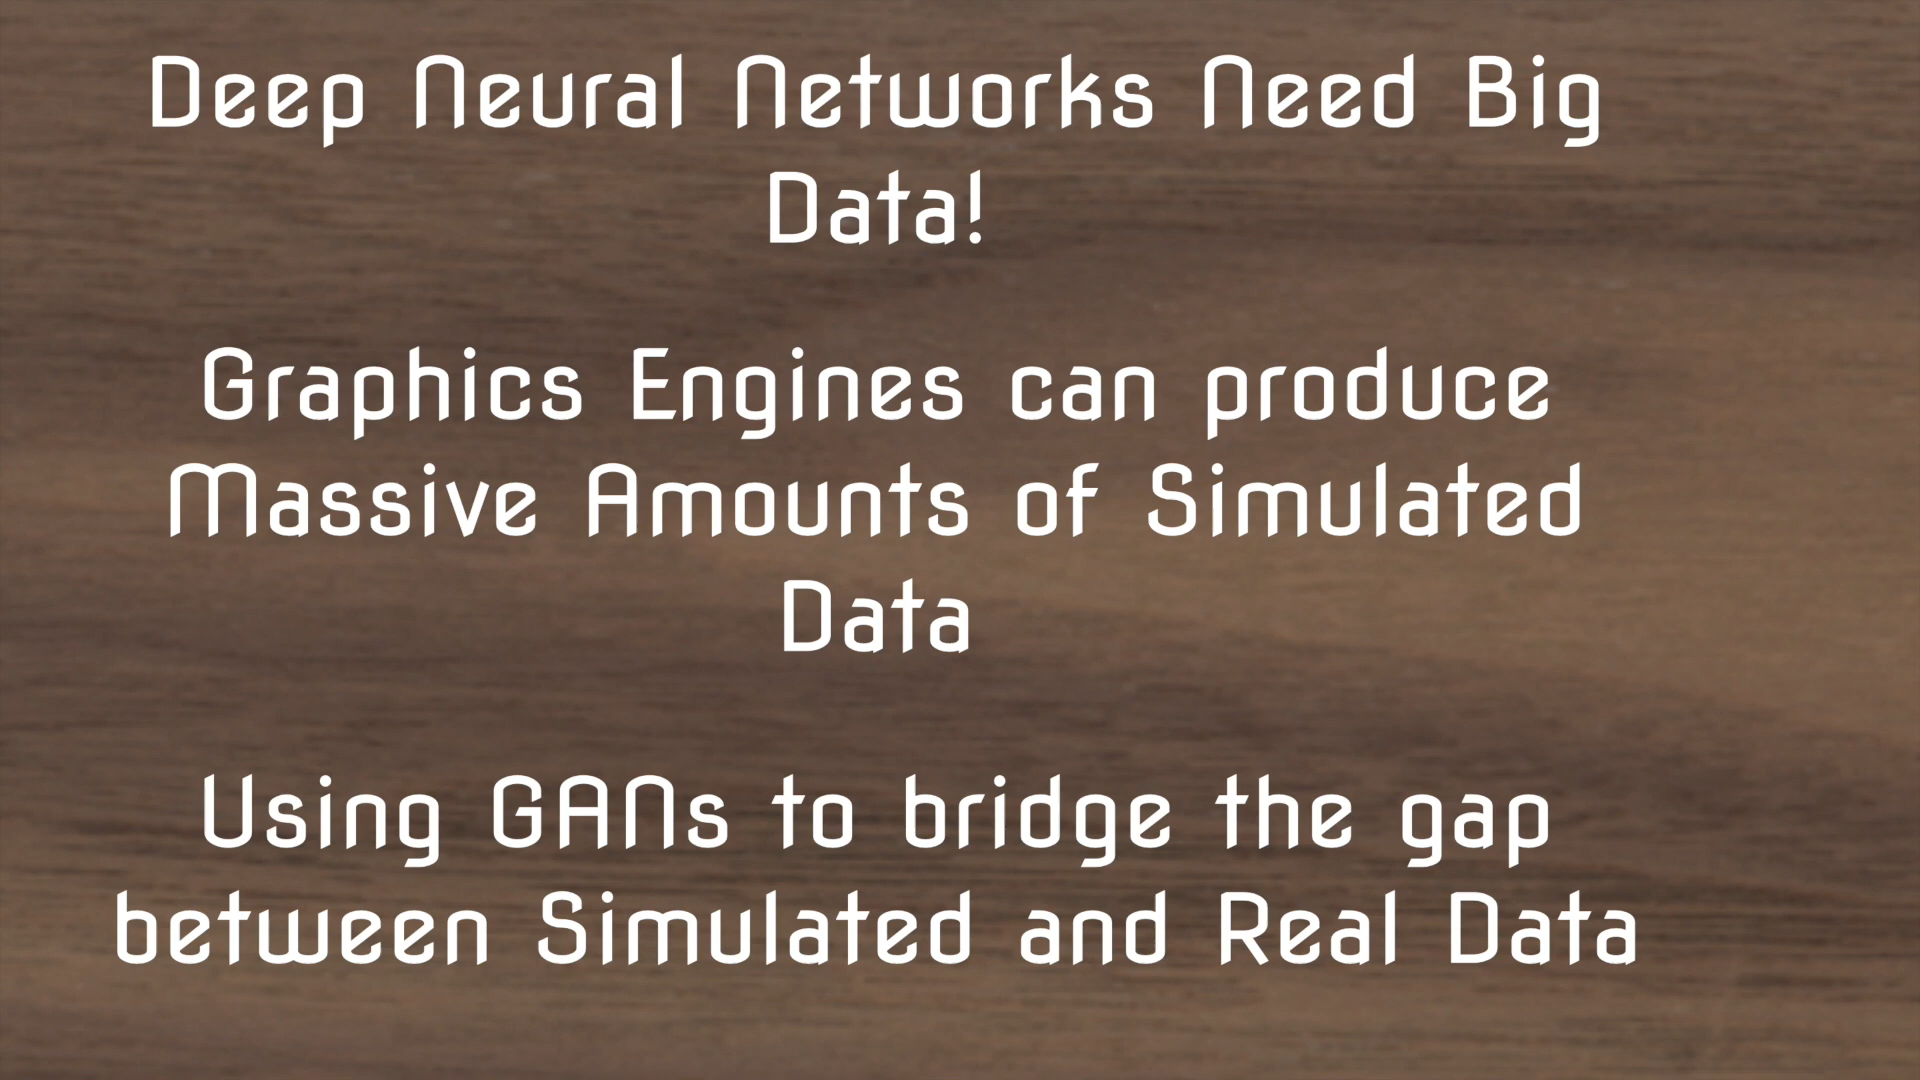 Deep Neural Networks Need Big
Data!
Graphics Engines can produce
Massive Amounts of Simulated
Data
Using GANs to bridge the gap
between Simulated and Real Data